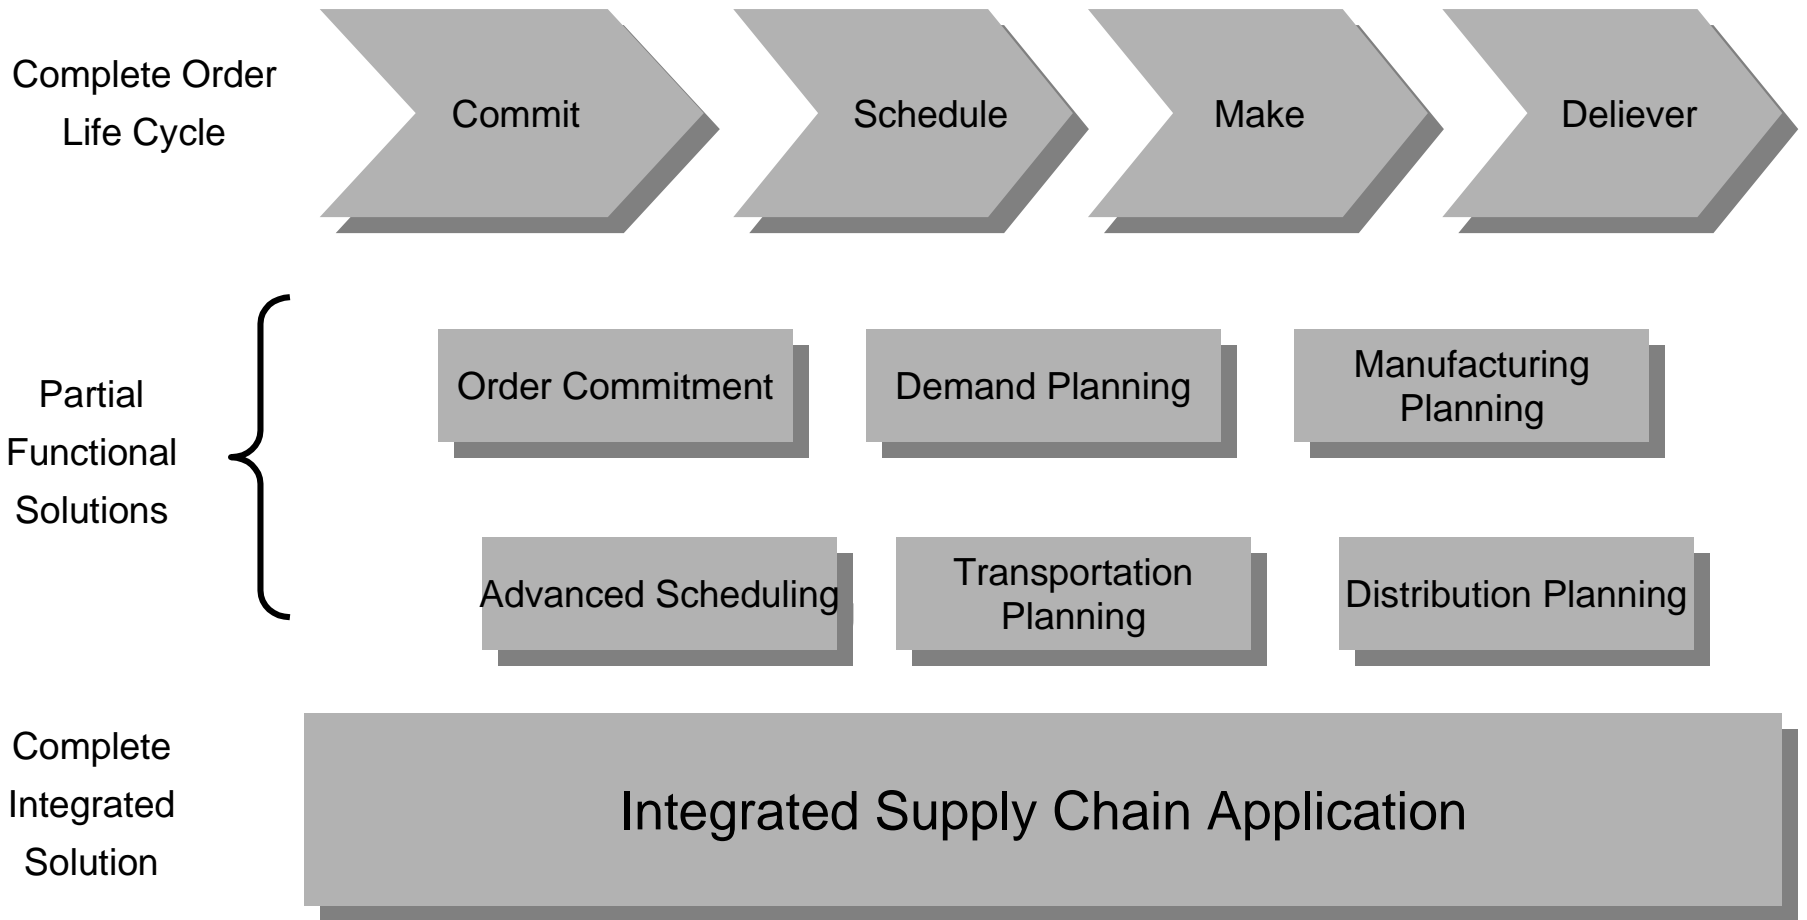 Complete Order
Life Cycle
Commit
Schedule
Make
Deliever
Partial
Functional
Solutions
Order Commitment
Demand Planning
Manufacturing
Planning
Advanced Scheduling
Transportation
Planning
Distribution Planning
Complete
Integrated
Solution
Integrated Supply Chain Application